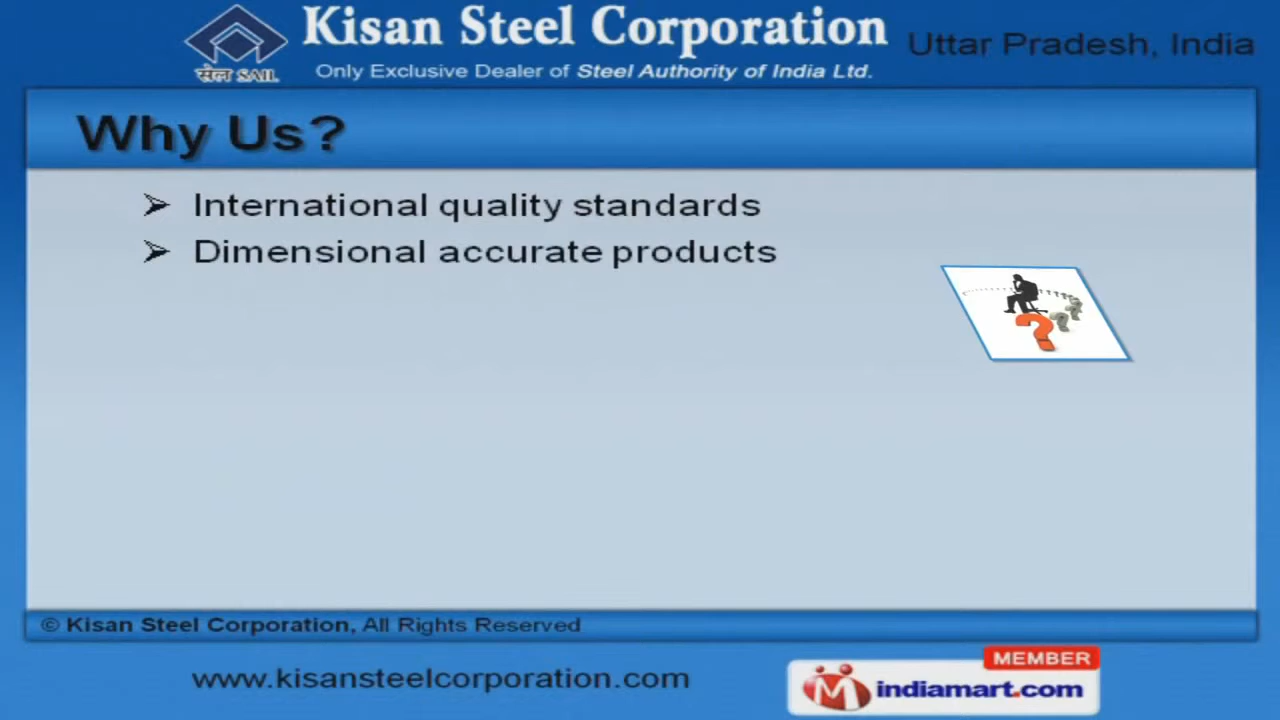 Kisan Steel Corporation
Uttar Pradesh, India
सेल SAIL
Only Exclusive Dealer of Steel Authority of India Ltd.
Why Us?
➢ International quality standards
➢ Dimensional accurate products
?
© Kisan Steel Corporation, All Rights Reserved
www.kisansteelcorporation.com
MEMBER
indiamart.com